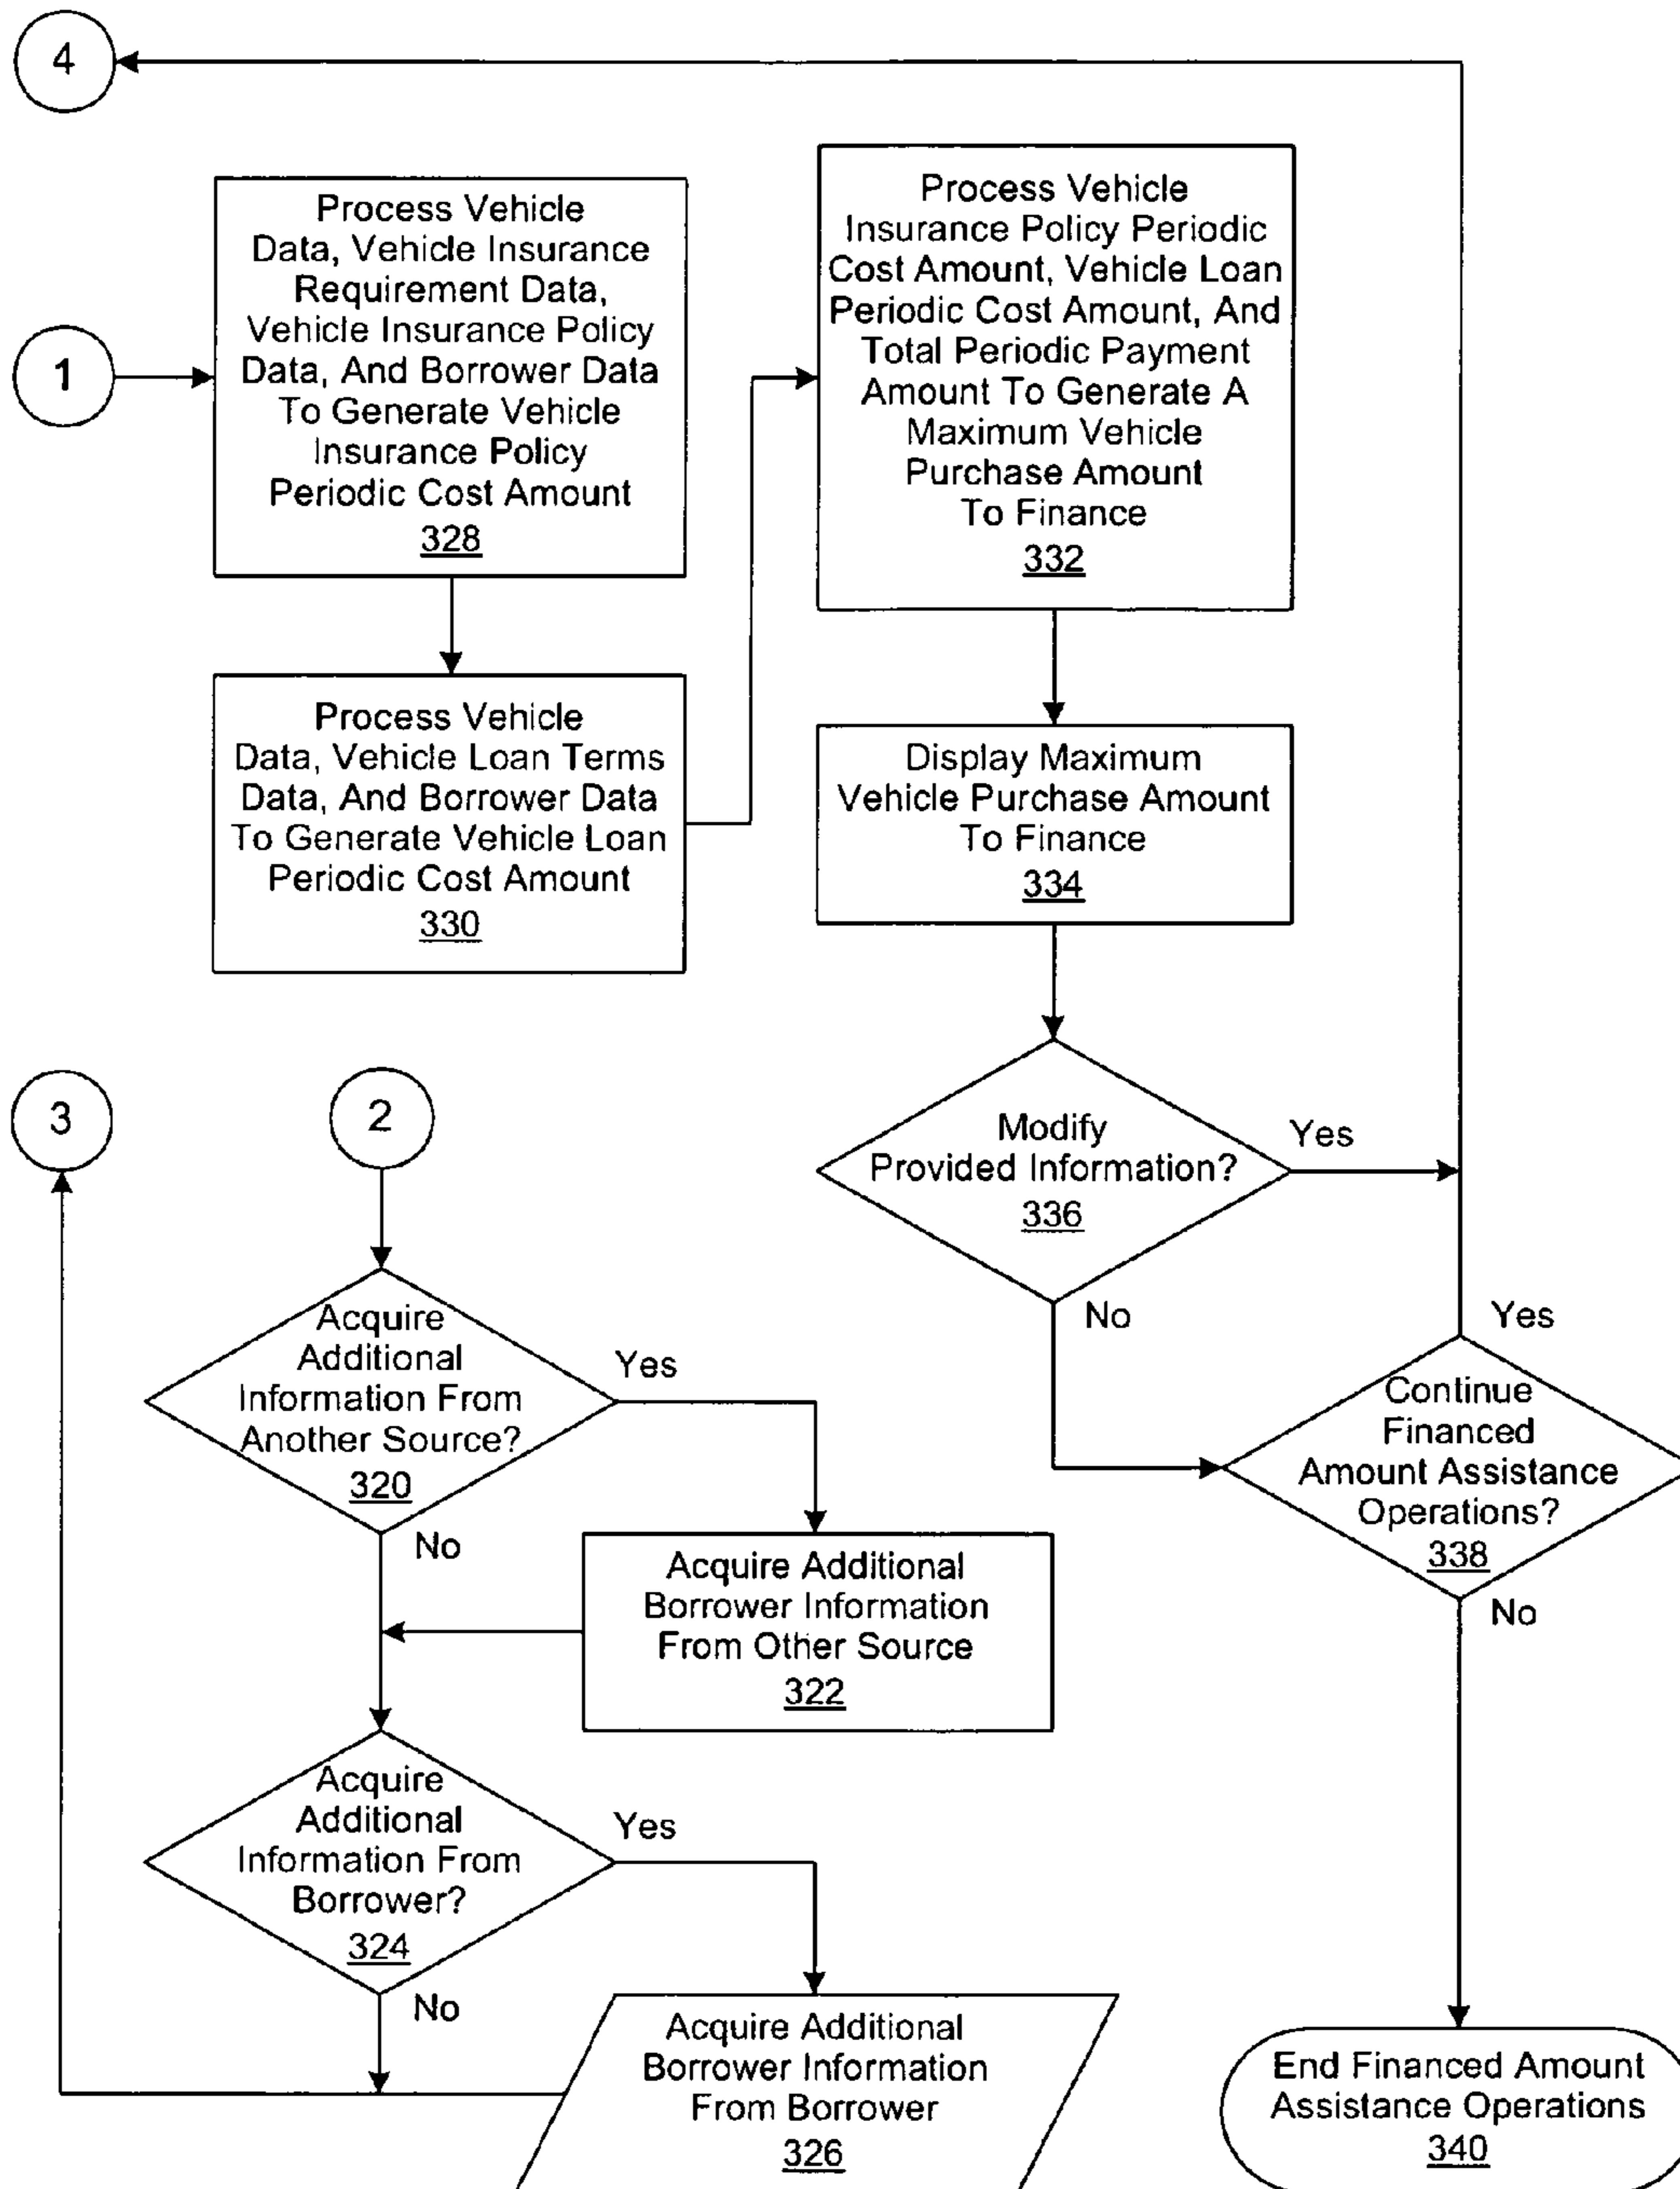 4
1
Process Vehicle
Data, Vehicle Insurance
Requirement Data,
Vehicle Insurance Policy
Data, And Borrower Data
To Generate Vehicle
Insurance Policy
Periodic Cost Amount
328
Process Vehicle
Data, Vehicle Loan Terms
Data, And Borrower Data
To Generate Vehicle Loan
Periodic Cost Amount
330
Process Vehicle
Insurance Policy Periodic
Cost Amount, Vehicle Loan
Periodic Cost Amount, And
Total Periodic Payment
Amount To Generate A
Maximum Vehicle
Purchase Amount
To Finance
332
Display Maximum
Vehicle Purchase Amount
To Finance
334
Modify
Provided Information?
336
Yes
No
Continue
Financed
Amount Assistance
Operations?
338
Yes
No
End Financed Amount
Assistance Operations
340
3
2
Acquire
Additional
Information From
Another Source?
320
Yes
No
Acquire Additional
Borrower Information
From Other Source
322
Acquire
Additional
Information From
Borrower?
324
Yes
No
Acquire Additional
Borrower Information
From Borrower
326